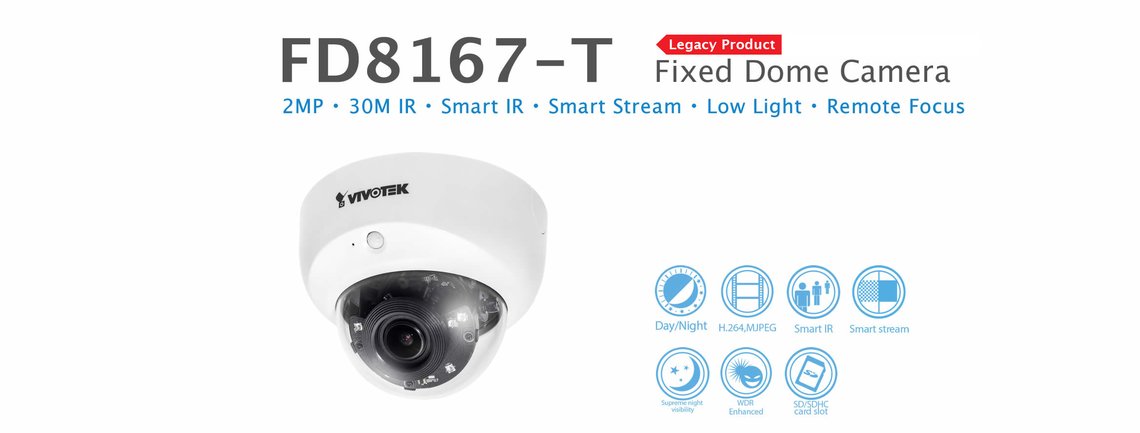 FD8167-T
Legacy Product
Fixed Dome Camera
2MP • 30M IR • Smart IR • Smart Stream • Low Light • Remote Focus
VIVOTEK
Day/Night
H.264,MJPEG
Smart IR
Smart stream
Supreme night
visibility
WDR
Enhanced
SD/SDHC
card slot